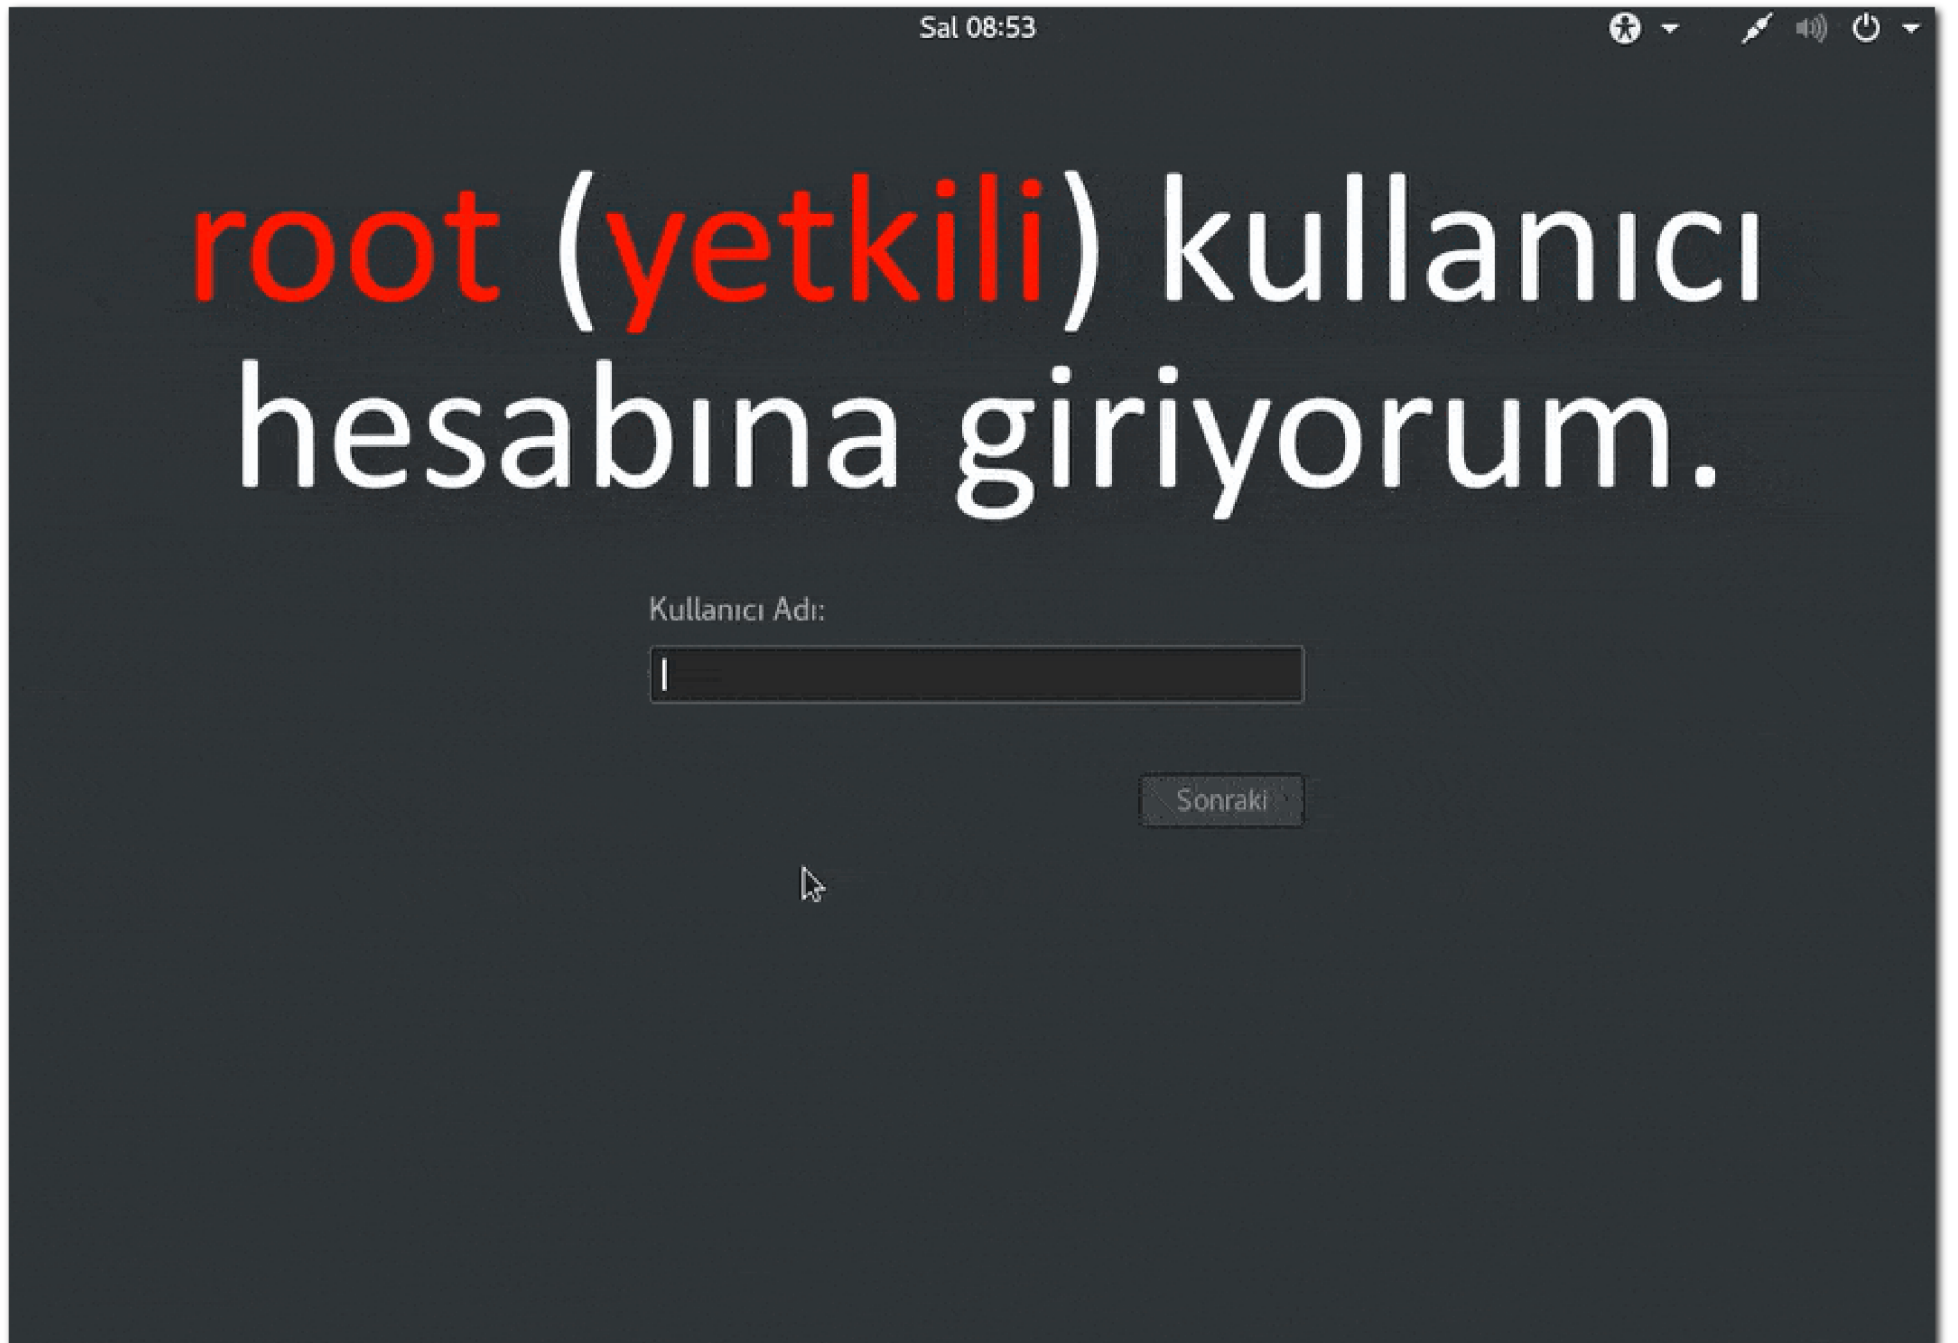 Sal 08:53
root (yetkili) kullanıcı
hesabına giriyorum.
Kullanıcı Adı:
Sonraki